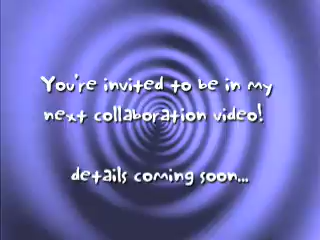 You're invited to be in my
next collaboration video!
details coming soon...